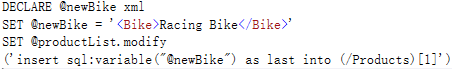 DECLARE @newBike xml
SET @newBike = '<Bike>Racing Bike</Bike>'
SET @productList.modify
('insert sql:variable("@newBike") as last into (/Products)[1]')